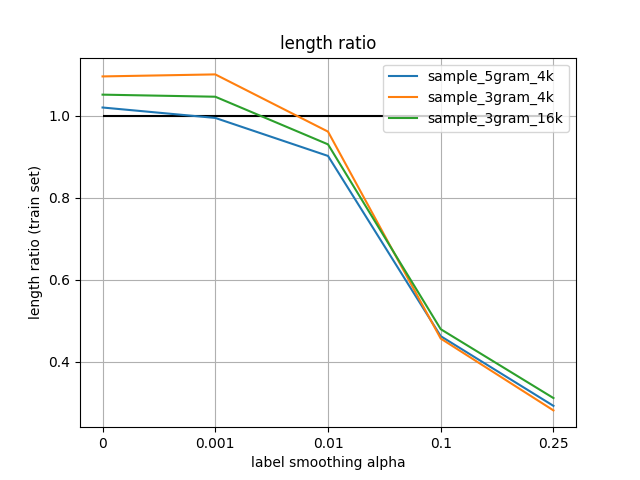 length ratio
sample_5gram_4k
sample_3gram_4k
sample_3gram_16k
1.0
0.8
0.6
0.4
length ratio (train set)
0 0.001 0.01 0.1 0.25
label smoothing alpha